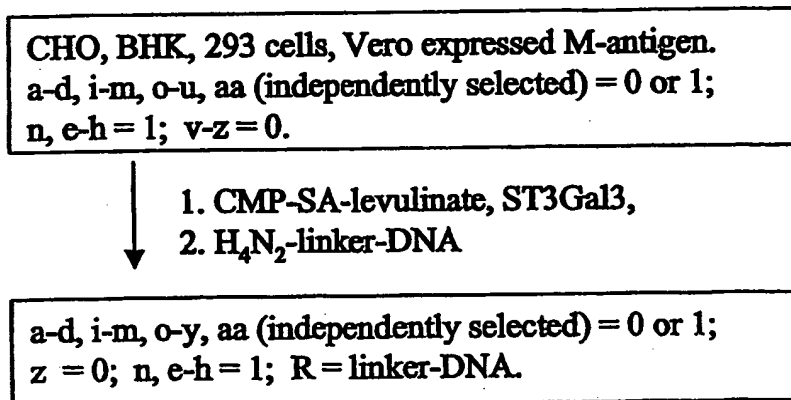 CHO, BHK, 293 cells, Vero expressed M-antigen.
a-d, i-m, o-u, aa (independently selected) = 0 or 1;
n, e-h = 1; v-z = 0.
1. CMP-SA-levulinate, ST3Gal3,
2. H₄N₂-linker-DNA
a-d, i-m, o-y, aa (independently selected) = 0 or 1;
z = 0; n, e-h = 1; R = linker-DNA.